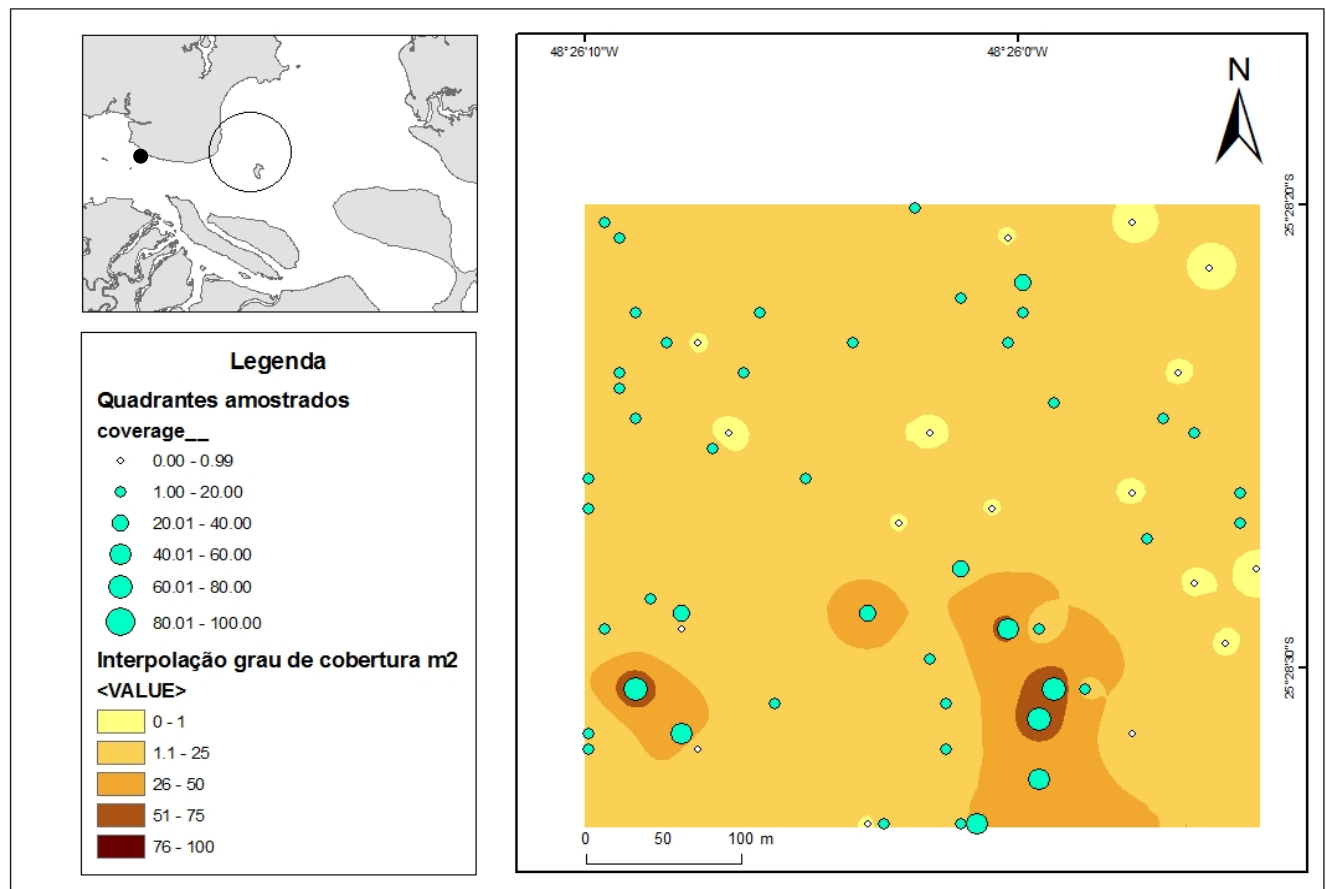 Legenda
Quadrantes amostrados
coverage__
0.00 - 0.99
1.00 - 20.00
20.01 - 40.00
40.01 - 60.00
60.01 - 80.00
80.01 - 100.00
Interpolação grau de cobertura m2
<VALUE>
0 - 1
1.1 - 25
26 - 50
51 - 75
76 - 100
48°26'10"W
48°26'0"W
N
25°28'20"S
25°28'30"S
0 50 100 m